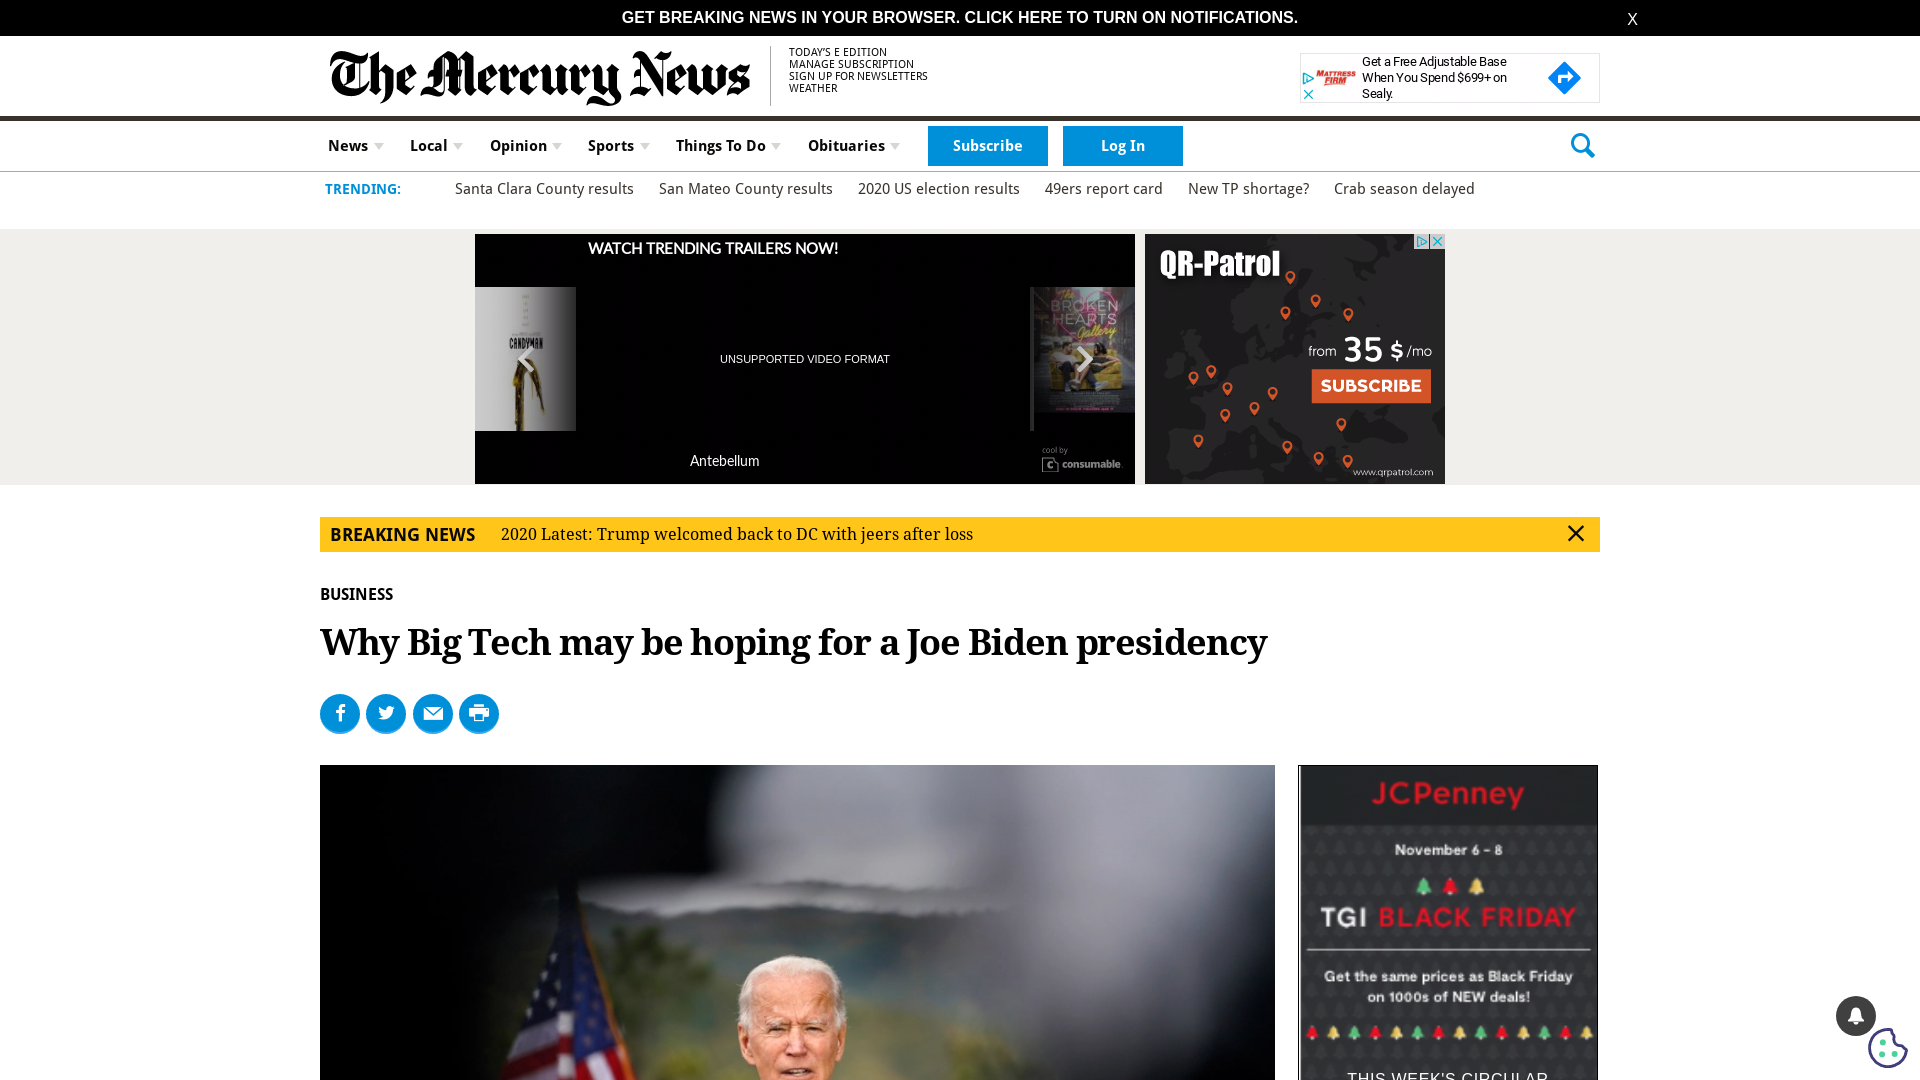 GET BREAKING NEWS IN YOUR BROWSER. CLICK HERE TO TURN ON NOTIFICATIONS.
X
The Mercury News
TODAY'S E EDITION
MANAGE SUBSCRIPTION
SIGN UP FOR NEWSLETTERS
WEATHER
MATTRESS FIRM
Get a Free Adjustable Base
When You Spend $699+ on
Sealy.
News Local Opinion Sports Things To Do Obituaries Subscribe Log In
TRENDING: Santa Clara County results San Mateo County results 2020 US election results 49ers report card New TP shortage? Crab season delayed
WATCH TRENDING TRAILERS NOW!
CANDYMAN
UNSUPPORTED VIDEO FORMAT
The
BROKEN
HEARTS
Gallery
Antebellum
cool by
consumable.
QR-Patrol
from 35 $ /mo
SUBSCRIBE
www.qrpatrol.com
BREAKING NEWS 2020 Latest: Trump welcomed back to DC with jeers after loss
BUSINESS
Why Big Tech may be hoping for a Joe Biden presidency
JCPenney
November 6 – 8
TGI BLACK FRIDAY
Get the same prices as Black Friday
on 1000s of NEW deals!
THIS WEEK'S CIRCULAR